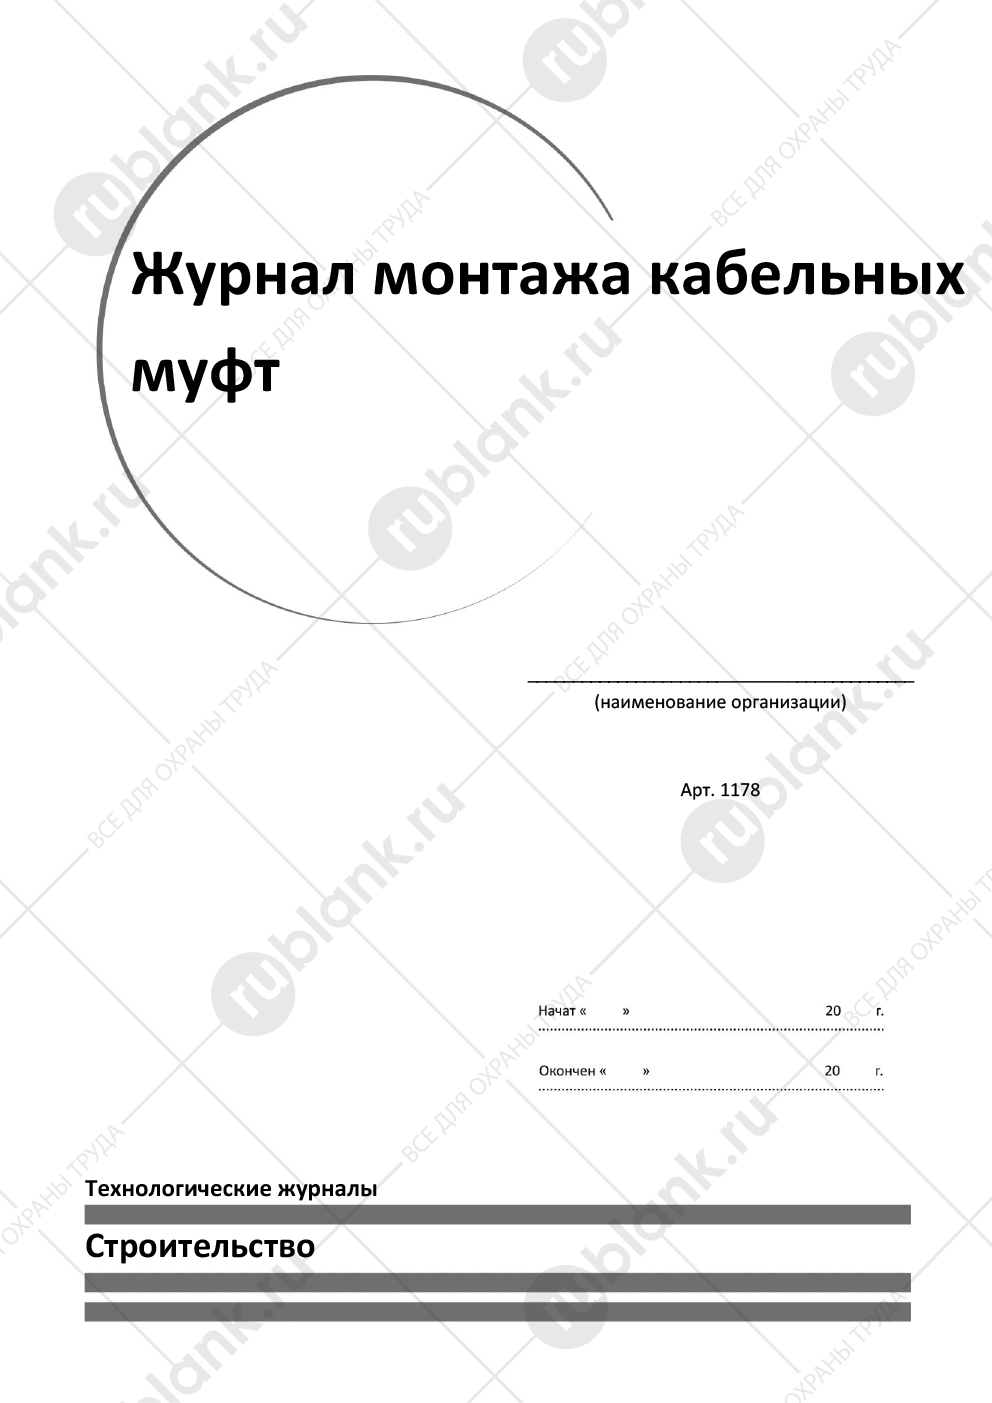 Журнал монтажа кабельных
муфт
(наименование организации)
Арт. 1178
Начат « » 20 г.
Окончен « » 20 г.
Технологические журналы
Строительство
rublank.ru
ВСЕ ДЛЯ ОХРАНЫ ТРУДА